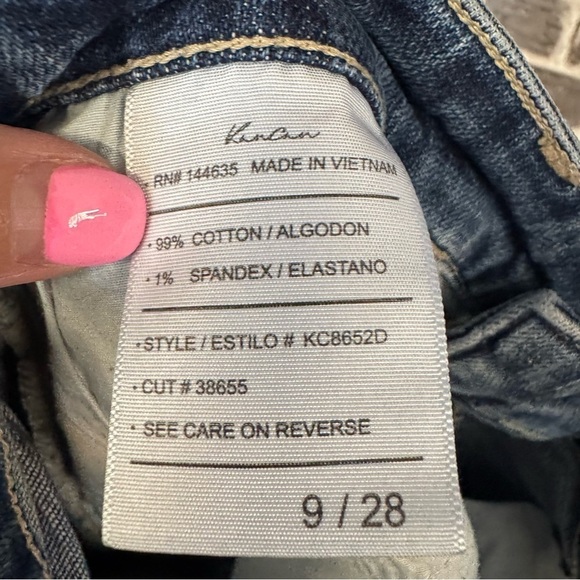 KanCan
RN# 144635 MADE IN VIETNAM
· 99% COTTON / ALGODON
· 1% SPANDEX / ELASTANO
· STYLE / ESTILO # KC8652D
· CUT # 38655
· SEE CARE ON REVERSE
9 / 28